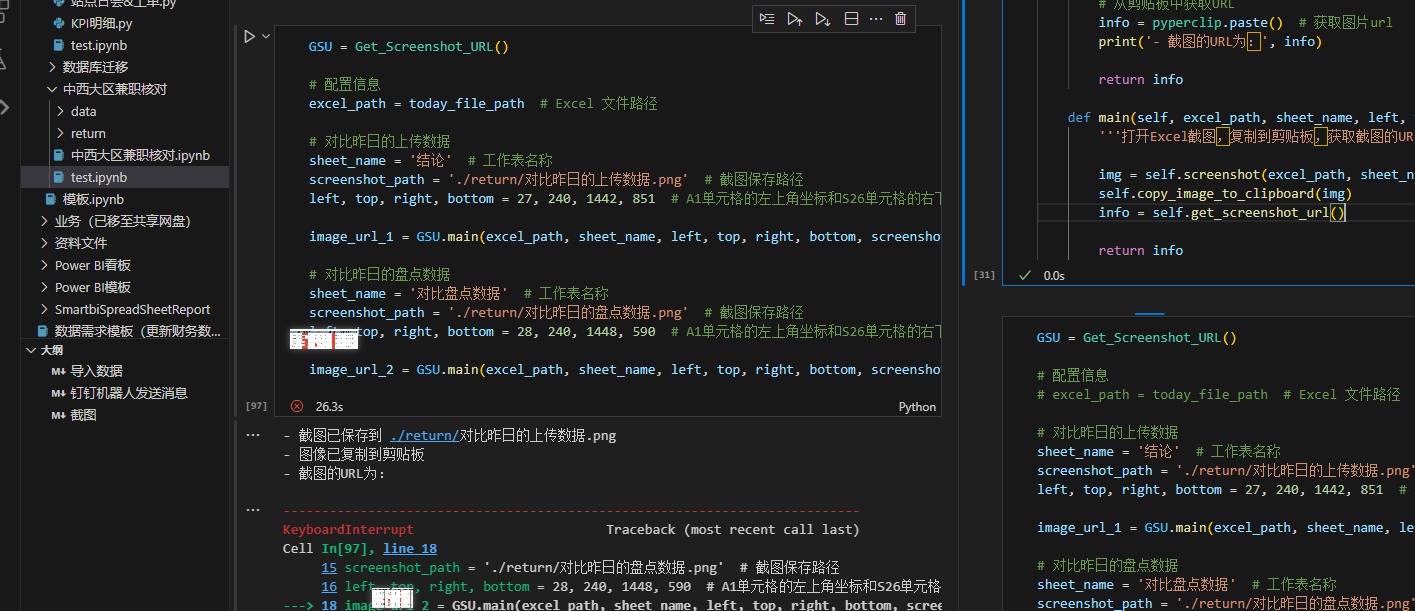 站点日会&工单.py
KPI明细.py
test.ipynb
数据库迁移
中西大区兼职核对
data
return
中西大区兼职核对.ipynb
test.ipynb
模板.ipynb
业务（已移至共享网盘）
资料文件
Power BI看板
Power BI模板
SmartbiSpreadSheetReport
数据需求模板（更新财务数...
大纲
M↓ 导入数据
M↓ 钉钉机器人发送消息
M↓ 截图
GSU = Get_Screenshot_URL()
# 配置信息
excel_path = today_file_path  # Excel 文件路径
# 对比昨日的上传数据
sheet_name = '结论'  # 工作表名称
screenshot_path = './return/对比昨日的上传数据.png'  # 截图保存路径
left, top, right, bottom = 27, 240, 1442, 851  # A1单元格的左上角坐标和S26单元格的右下
image_url_1 = GSU.main(excel_path, sheet_name, left, top, right, bottom, screensho
# 对比昨日的盘点数据
sheet_name = '对比盘点数据'  # 工作表名称
screenshot_path = './return/对比昨日的盘点数据.png'  # 截图保存路径
top, right, bottom = 28, 240, 1448, 590  # A1单元格的左上角坐标和S26单元格的右下
image_url_2 = GSU.main(excel_path, sheet_name, left, top, right, bottom, screensho
[97]
26.3s
Python
- 截图已保存到 ./return/对比昨日的上传数据.png
- 图像已复制到剪贴板
- 截图的URL为：
---------------------------------------------------------------------------
KeyboardInterrupt                         Traceback (most recent call last)
Cell In[97], line 18
15 screenshot_path = './return/对比昨日的盘点数据.png'  # 截图保存路径
16 left, top, right, bottom = 28, 240, 1448, 590  # A1单元格的左上角坐标和S26单元格
---> 18 ima 2 = GSU.main(excel_path, sheet_name, left, top, right, bottom, scree
# 从剪贴板中获取URL
info = pyperclip.paste()  # 获取图片url
print('- 截图的URL为：', info)
return info
def main(self, excel_path, sheet_name, left,
'''打开Excel截图，复制到剪贴板，获取截图的UR
img = self.screenshot(excel_path, sheet_n
self.copy_image_to_clipboard(img)
info = self.get_screenshot_url()
return info
[31]
0.0s
GSU = Get_Screenshot_URL()
# 配置信息
# excel_path = today_file_path  # Excel 文件路径
# 对比昨日的上传数据
sheet_name = '结论'  # 工作表名称
screenshot_path = './return/对比昨日的上传数据.png'
left, top, right, bottom = 27, 240, 1442, 851  #
image_url_1 = GSU.main(excel_path, sheet_name, le
# 对比昨日的盘点数据
sheet_name = '对比盘点数据'  # 工作表名称
screenshot_path = './return/对比昨日的盘点数据.png'